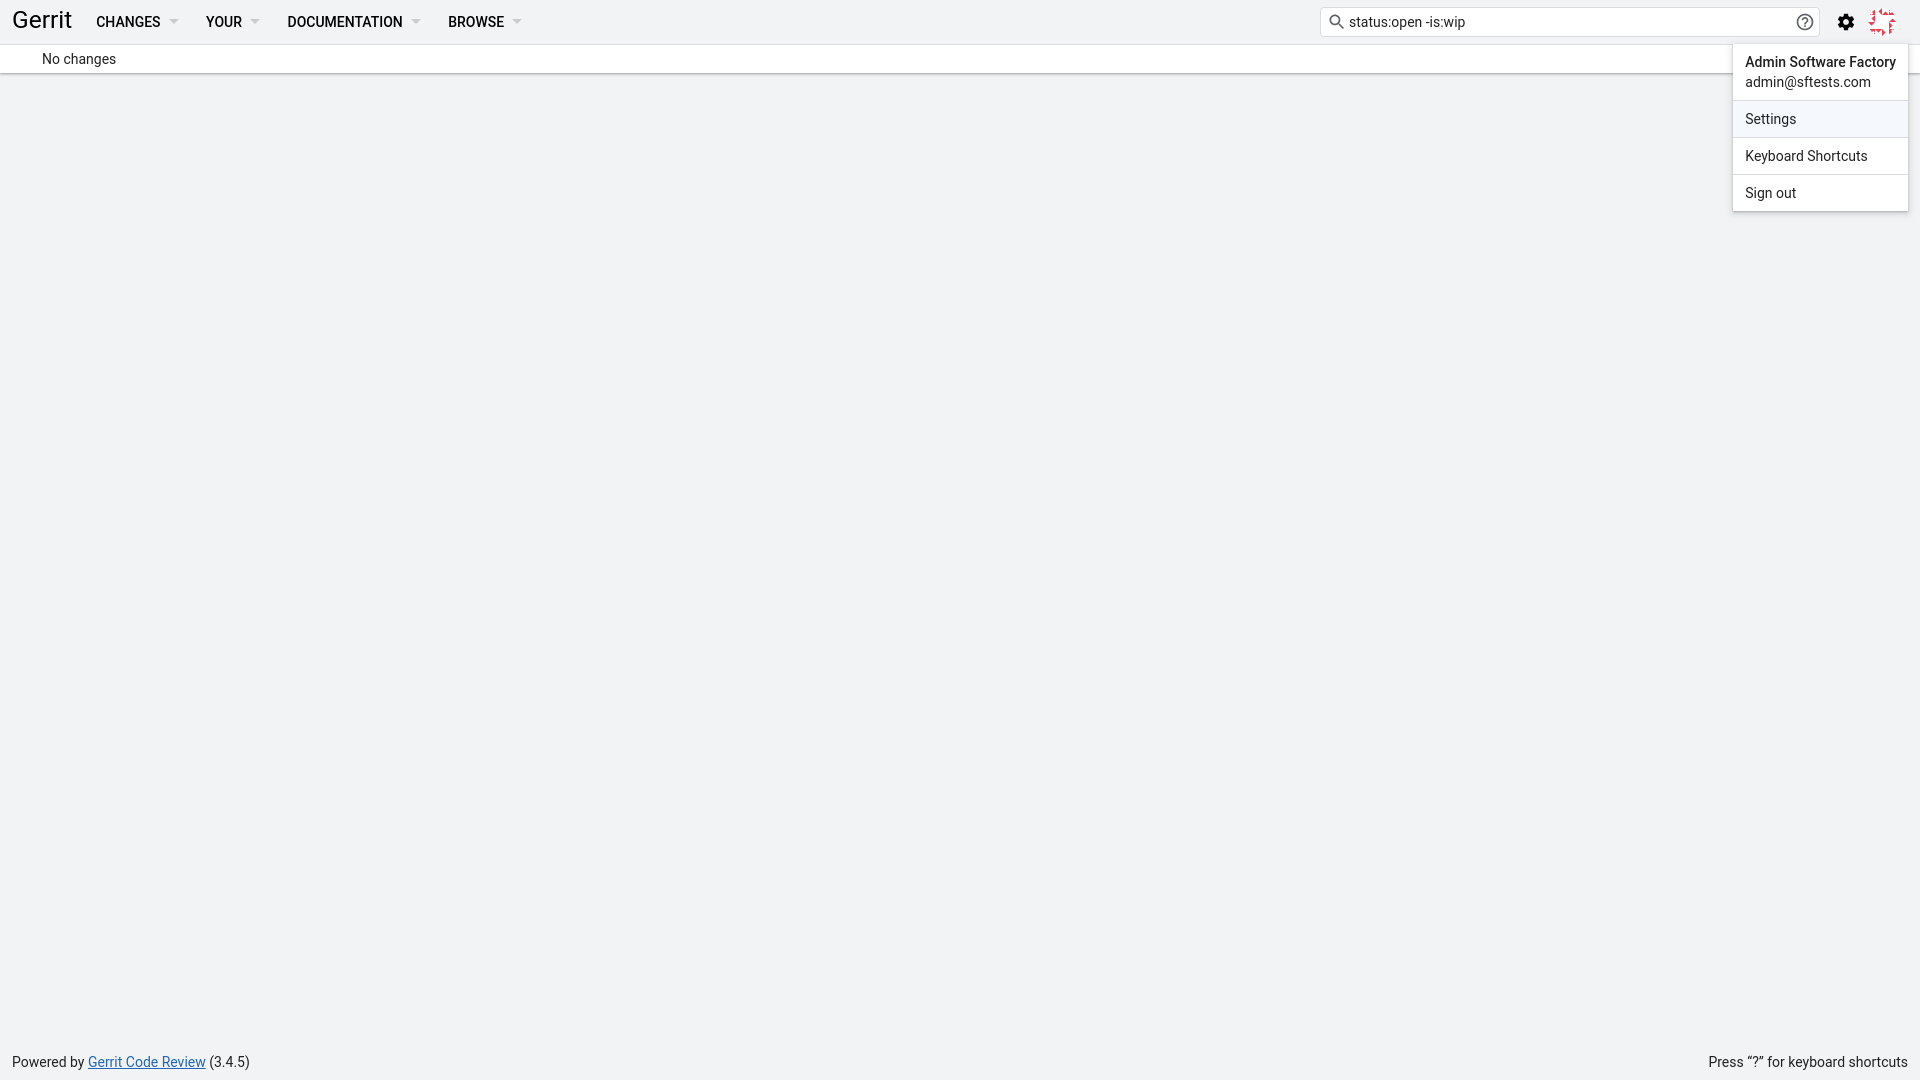 Gerrit
CHANGES
YOUR
DOCUMENTATION
BROWSE
status:open -is:wip
No changes
Admin Software Factory
admin@sftests.com
Settings
Keyboard Shortcuts
Sign out
Powered by Gerrit Code Review (3.4.5)
Press “?” for keyboard shortcuts